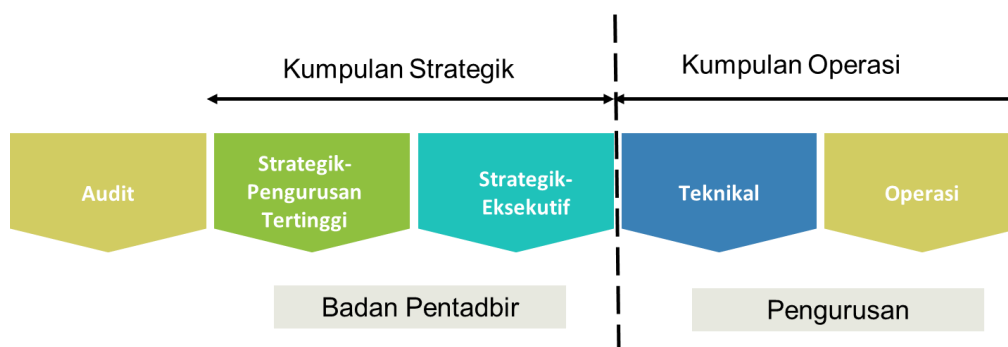 Kumpulan Strategik
Kumpulan Operasi
Audit
Strategik-
Pengurusan
Tertinggi
Strategik-
Eksekutif
Teknikal
Operasi
Badan Pentadbir
Pengurusan